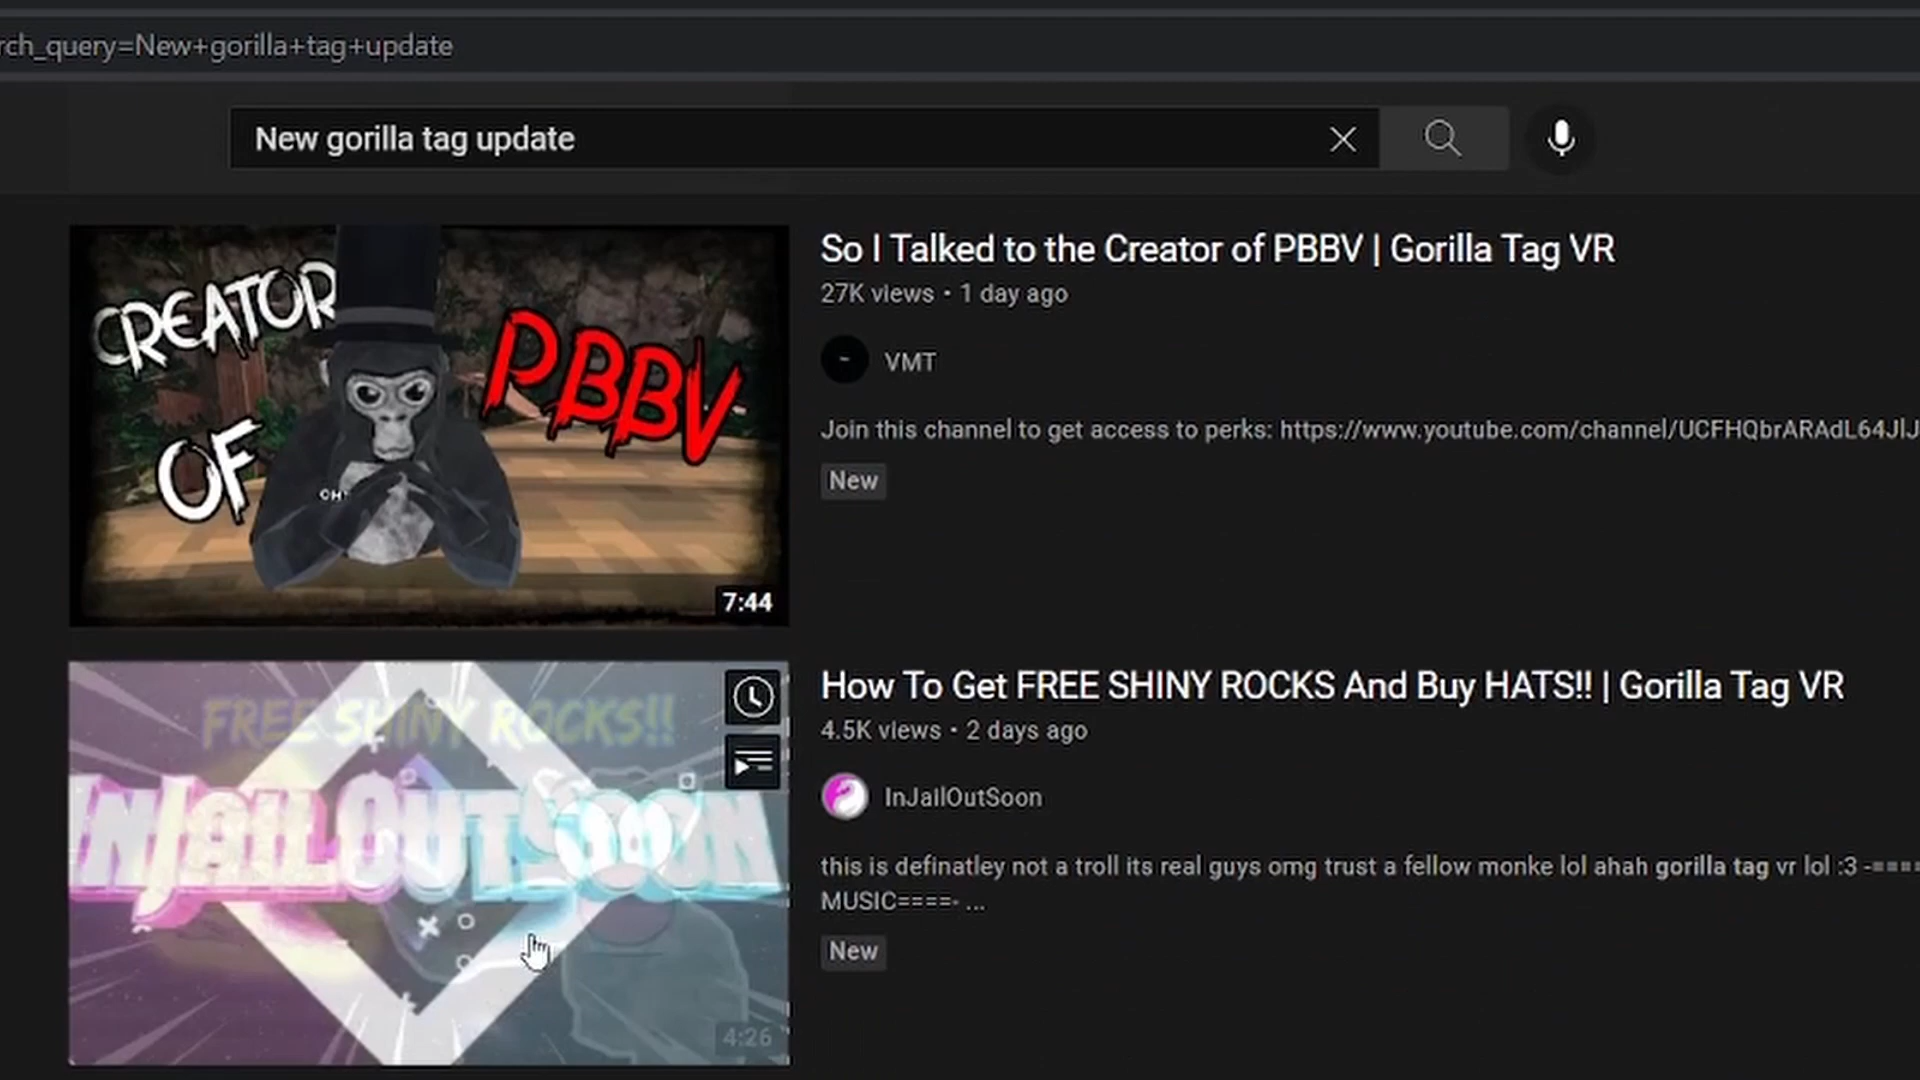 rch_query=New+gorilla+tag+update
New gorilla tag update
CREATOR
OF
PBBV
7:44
So I Talked to the Creator of PBBV | Gorilla Tag VR
27K views • 1 day ago
VMT
Join this channel to get access to perks: https://www.youtube.com/channel/UCFHQbrARAdL64JlJ
New
FREE SHINY ROCKS!!
INJAILOUTSOON
4:26
How To Get FREE SHINY ROCKS And Buy HATS!! | Gorilla Tag VR
4.5K views • 2 days ago
InJailOutSoon
this is definatley not a troll its real guys omg trust a fellow monke lol ahah gorilla tag vr lol :3 -====
MUSIC====- ...
New